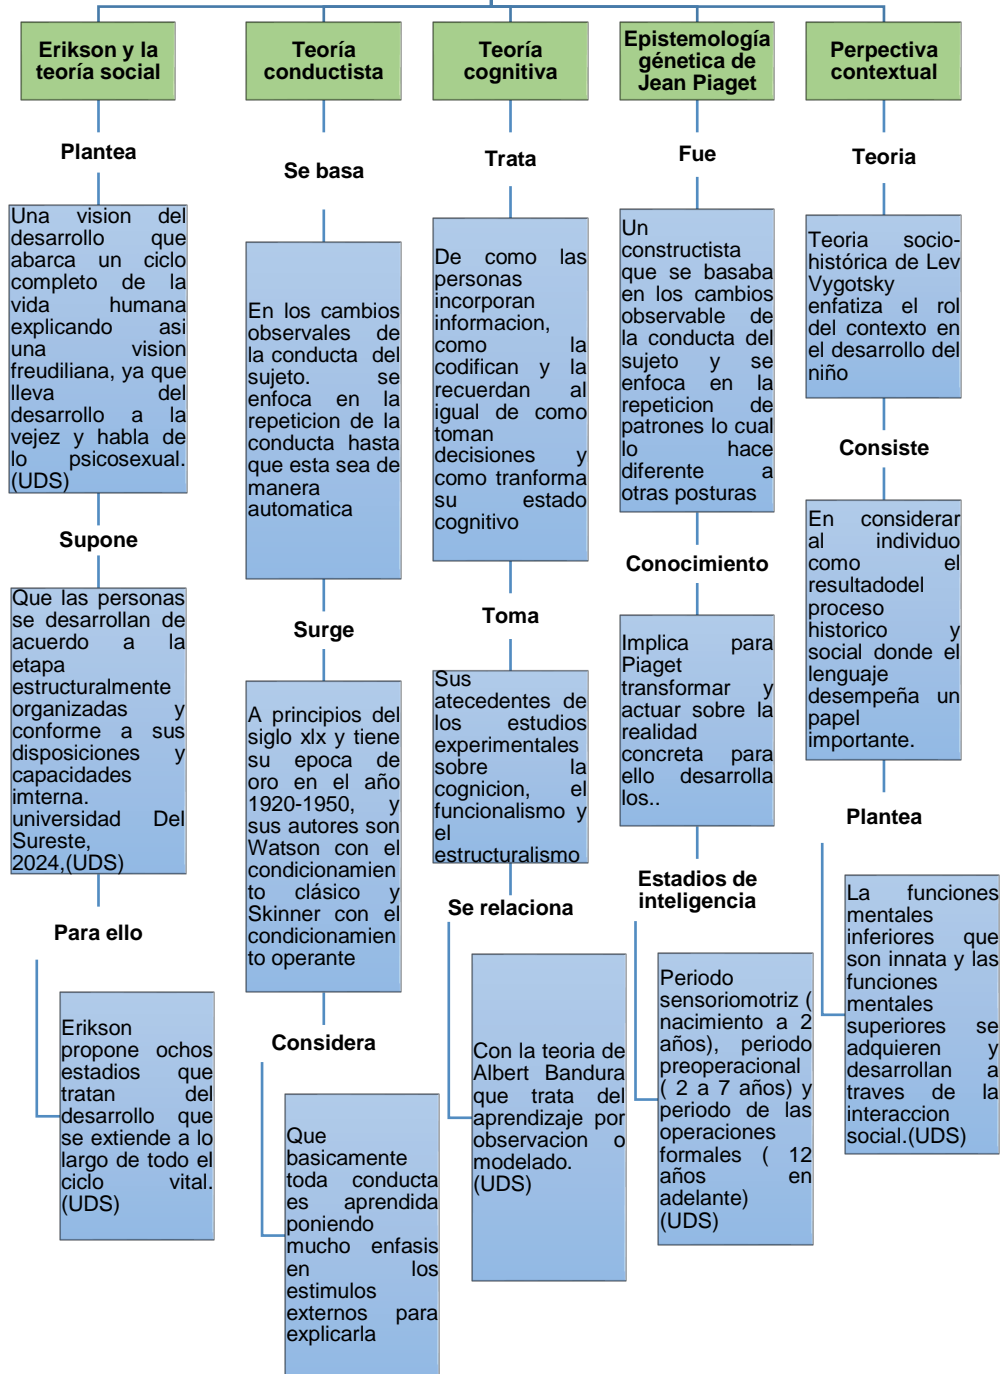 Erikson y la
teoría social
Plantea
Una vision del
desarrollo que
abarca un ciclo
completo de la
vida humana
explicando asi
una vision
freudiliana, ya que
lleva del
desarrollo a la
vejez y habla de
lo psicosexual.
(UDS)
Supone
Que las personas
se desarrollan de
acuerdo a la
etapa
estructuralmente
organizadas y
conforme a sus
disposiciones y
capacidades
imterna.
universidad Del
Sureste,
2024,(UDS)
Para ello
Erikson
propone ochos
estadios que
tratan del
desarrollo que
se extiende a lo
largo de todo el
ciclo vital.
(UDS)
Teoría
conductista
Se basa
En los cambios
observales de
la conducta del
sujeto. se
enfoca en la
repeticion de la
conducta hasta
que esta sea de
manera
automatica
Surge
A principios del
siglo xlx y tiene
su epoca de
oro en el año
1920-1950, y
sus autores son
Watson con el
condicionamien
to clásico y
Skinner con el
condicionamien
to operante
Considera
Que
basicamente
toda conducta
es aprendida
poniendo
mucho enfasis
en los
estimulos
externos para
explicarla
Teoría
cognitiva
Trata
De como las
personas
incorporan
informacion,
como la
codifican y la
recuerdan al
igual de como
toman
decisiones y
como tranforma
su estado
cognitivo
Toma
Sus
atecedentes de
los estudios
experimentales
sobre la
cognicion, el
funcionalismo y
el
estructuralismo
Se relaciona
Con la teoria de
Albert Bandura
que trata del
aprendizaje por
observacion o
modelado.
(UDS)
Epistemología
génetica de
Jean Piaget
Fue
Un
constructista
que se basaba
en los cambios
observable de
la conducta del
sujeto y se
enfoca en la
repeticion de
patrones lo cual
lo hace
diferente a
otras posturas
Conocimiento
Implica para
Piaget
transformar y
actuar sobre la
realidad
concreta para
ello desarrolla
los..
Estadios de
inteligencia
Periodo
sensoriomotriz (
nacimiento a 2
años), periodo
preoperacional
( 2 a 7 años) y
periodo de las
operaciones
formales ( 12
años en
adelante)
(UDS)
Perpectiva
contextual
Teoria
Teoria socio-
histórica de Lev
Vygotsky
enfatiza el rol
del contexto en
el desarrollo del
niño
Consiste
En considerar
al individuo
como el
resultadodel
proceso
historico y
social donde el
lenguaje
desempeña un
papel
importante.
Plantea
La funciones
mentales
inferiores que
son innata y las
funciones
mentales
superiores se
adquieren y
desarrollan a
traves de la
interaccion
social.(UDS)